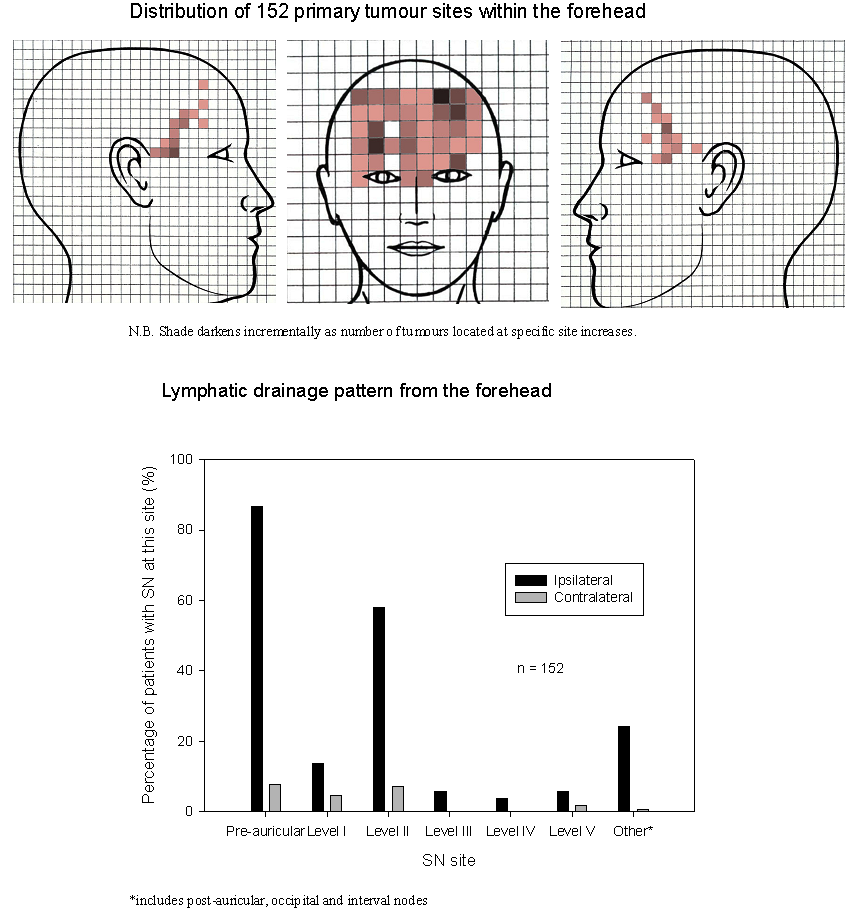 Distribution of 152 primary tumour sites within the forehead
N.B. Shade darkens incrementally as number of tumours located at specific site increases.
Lymphatic drainage pattern from the forehead
Percentage of patients with SN at this site (%)
100
80
60
40
20
0
Ipsilateral
Contralateral
n = 152
Pre-auricular Level I Level II Level III Level IV Level V Other*
SN site
*includes post-auricular, occipital and interval nodes